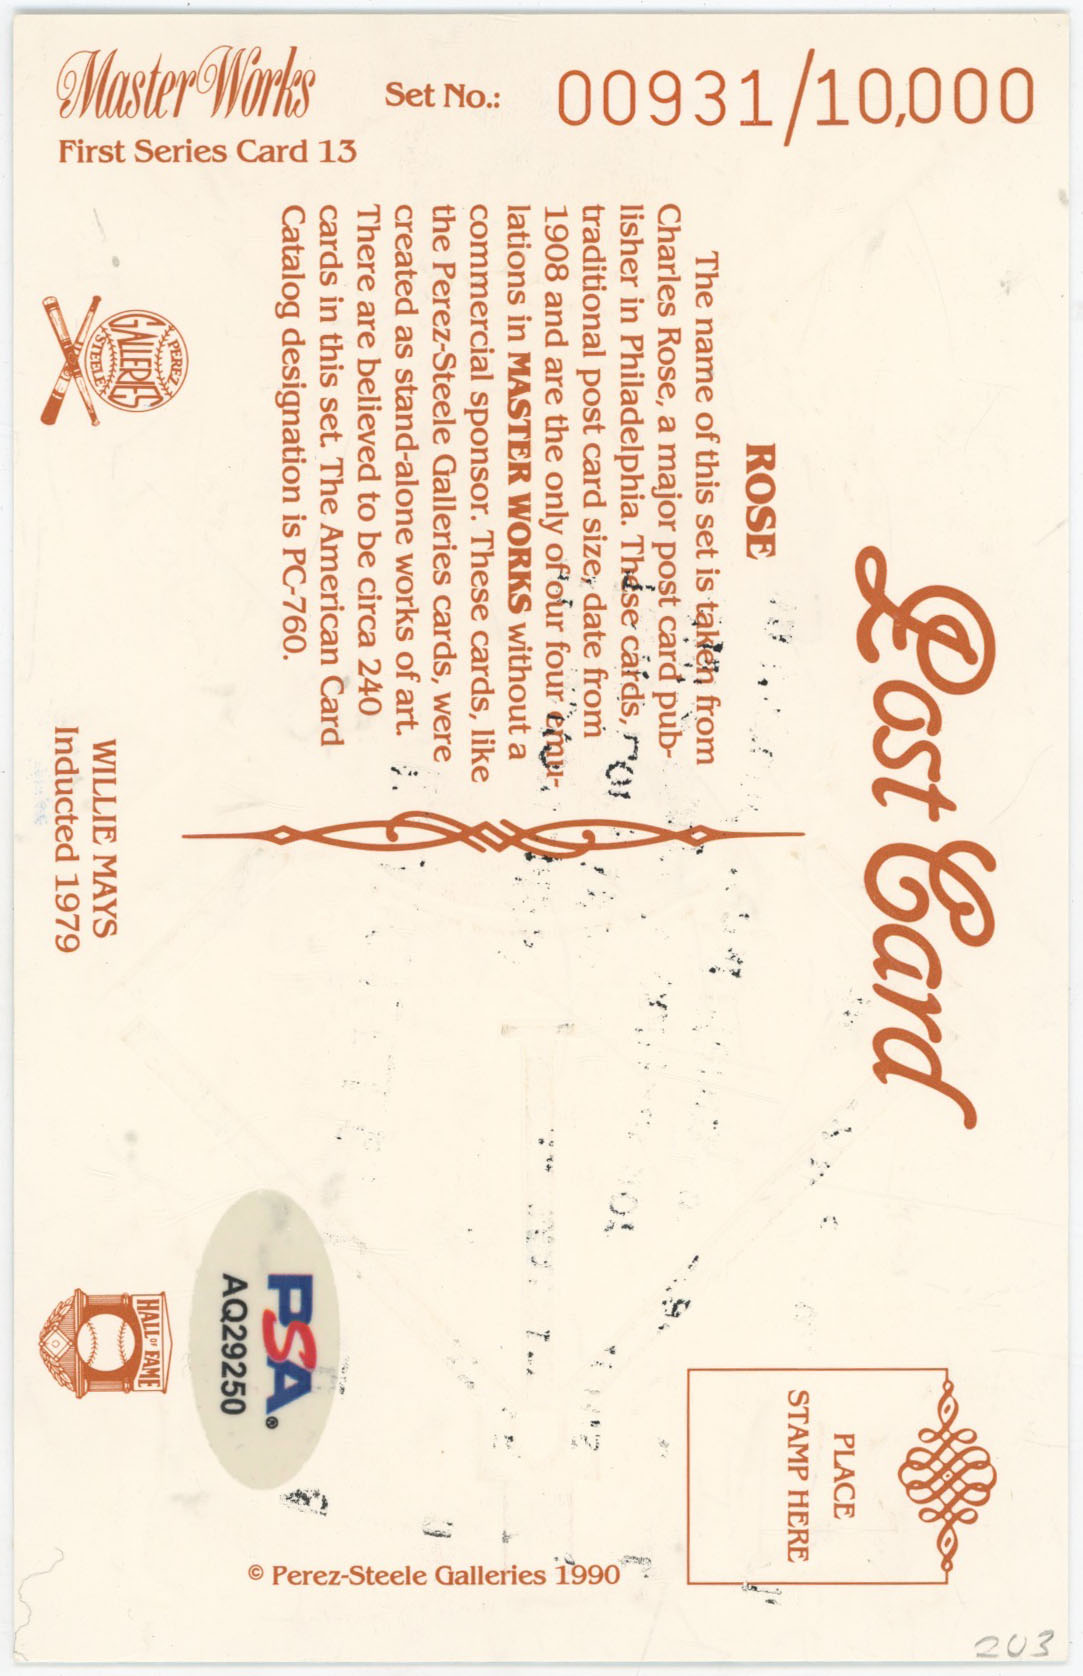 Master Works
First Series Card 13
Set No.: 00931/10,000
Post Card
ROSE
The name of this set is taken from
Charles Rose, a major post card pub-
lisher in Philadelphia. These cards,
traditional post card size, date from
1908 and are the only of our four emu-
lations in MASTER WORKS without a
commercial sponsor. These cards, like
the Perez-Steele Galleries cards, were
created as stand-alone works of art.
There are believed to be circa 240
cards in this set. The American Card
Catalog designation is PC-760.
PEREZ
GALLERIES
STEELE
WILLIE MAYS
Inducted 1979
HALL OF FAME
PSA®
AQ29250
PLACE
STAMP HERE
© Perez-Steele Galleries 1990
203